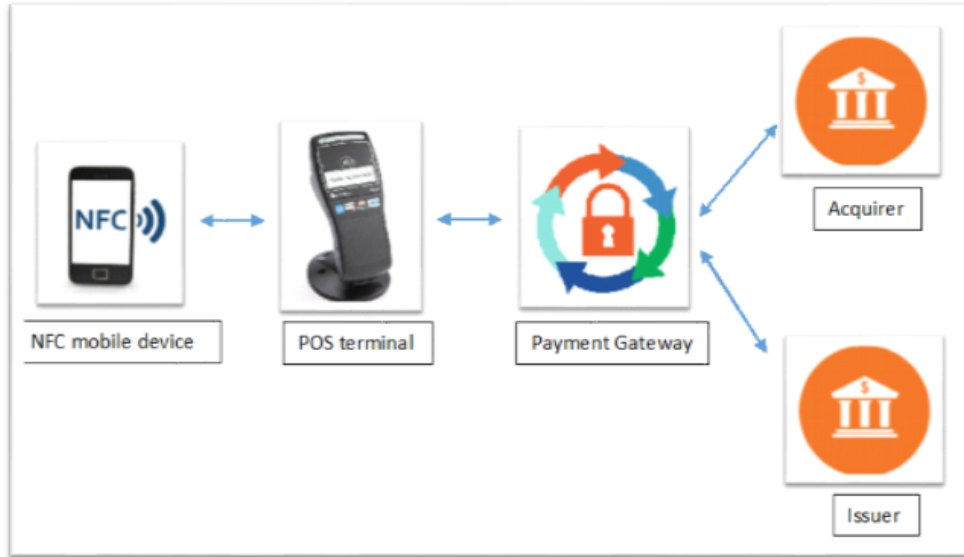 NFC
NFC mobile device
POS terminal
Payment Gateway
$
Acquirer
$
Issuer